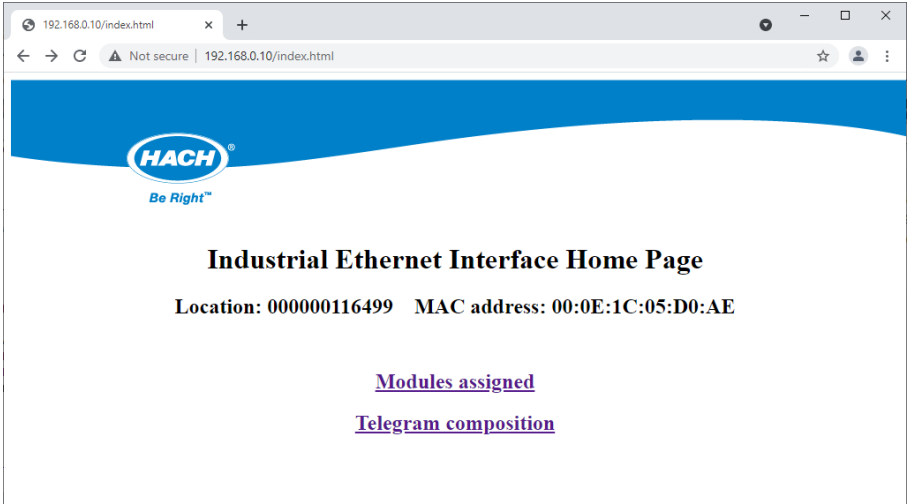 192.168.0.10/index.html
Not secure | 192.168.0.10/index.html
HACH®
Be Right™
Industrial Ethernet Interface Home Page
Location: 000000116499 MAC address: 00:0E:1C:05:D0:AE
Modules assigned
Telegram composition